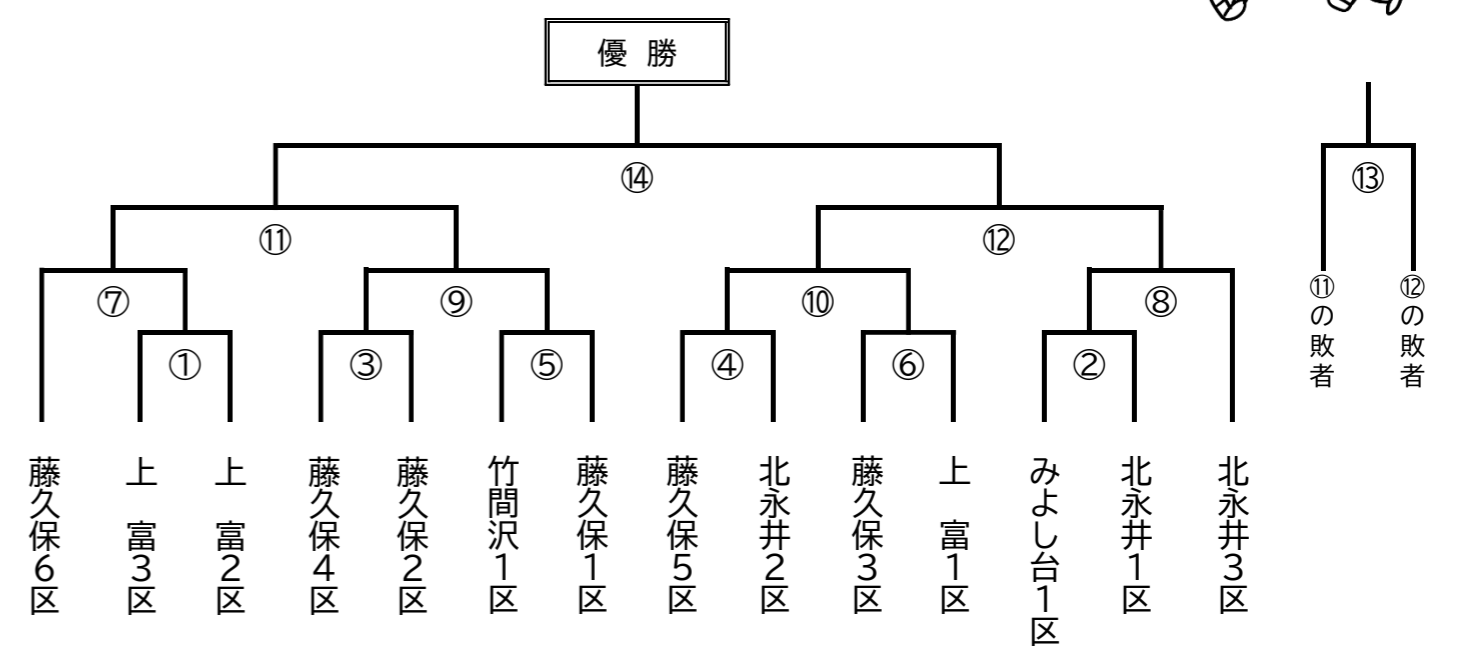 優 勝
⑭
⑬
⑪
⑫
⑦
⑨
⑩
⑧
①
③
⑤
④
⑥
②
⑪の敗者
⑫の敗者
藤久保6区
上 富3区
上 富2区
藤久保4区
藤久保2区
竹間沢1区
藤久保1区
藤久保5区
北永井2区
藤久保3区
上 富1区
みよし台1区
北永井1区
北永井3区